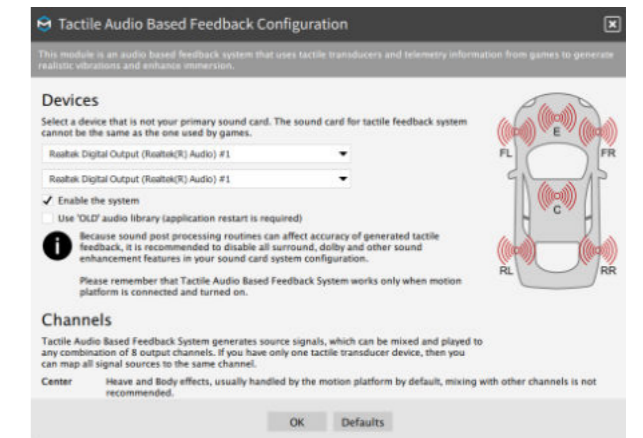 Tactile Audio Based Feedback Configuration
This module is an audio based feedback system that uses tactile transducers and telemetry information from games to generate
realistic vibrations and enhance immersion.
Devices
Select a device that is not your primary sound card. The sound card for tactile feedback system
cannot be the same as the one used by games.
Realtek Digital Output (Realtek(R) Audio) #1
Realtek Digital Output (Realtek(R) Audio) #1
Enable the system
Use 'OLD' audio library (application restart is required)
Because sound post processing routines can affect accuracy of generated tactile
feedback, it is recommended to disable all surround, dolby and other sound
enhancement features in your sound card system configuration.
Please remember that Tactile Audio Based Feedback System works only when motion
platform is connected and turned on.
E
FL
FR
C
RL
RR
Channels
Tactile Audio Based Feedback System generates source signals, which can be mixed and played to
any combination of 8 output channels. If you have only one tactile transducer device, then you
can map all signal sources to the same channel.
Center Heave and Body effects, usually handled by the motion platform by default, mixing with other channels is not
recommended.
OK Defaults